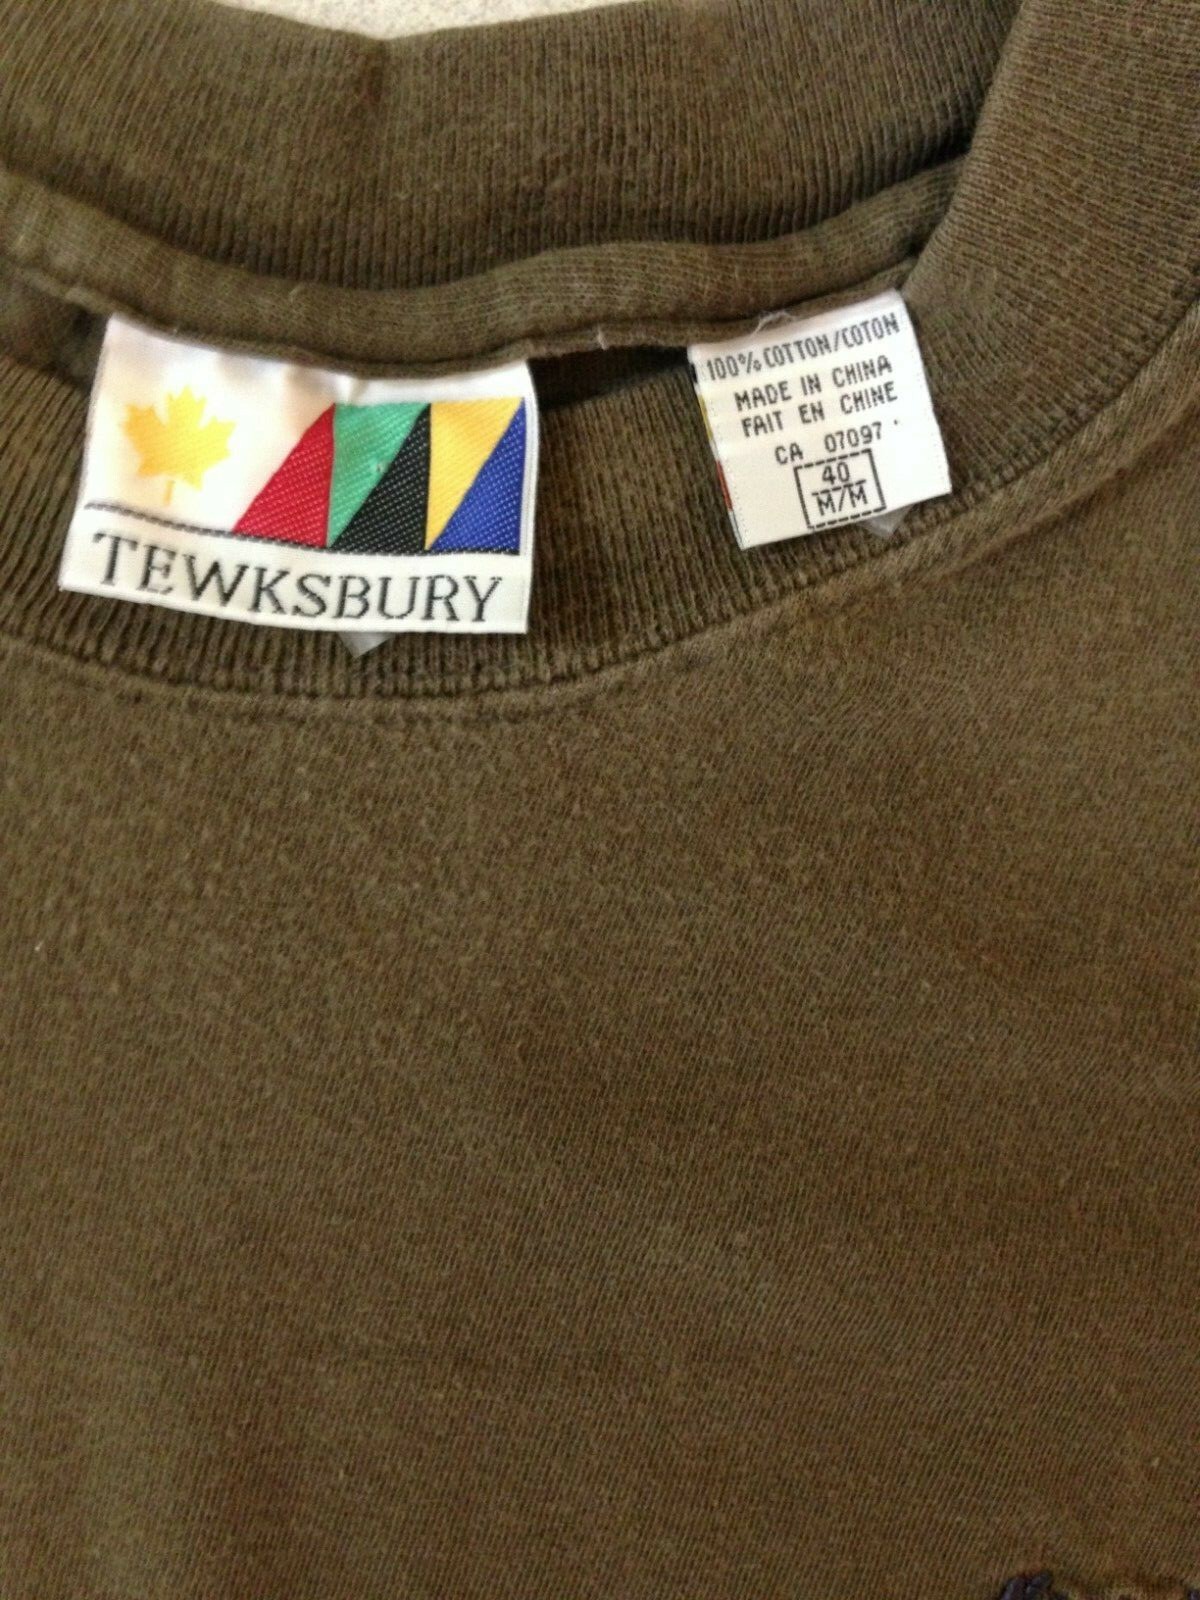 TEWKSBURY
100% COTTON/COTON
MADE IN CHINA
FAIT EN CHINE
CA 07097
40
M/M